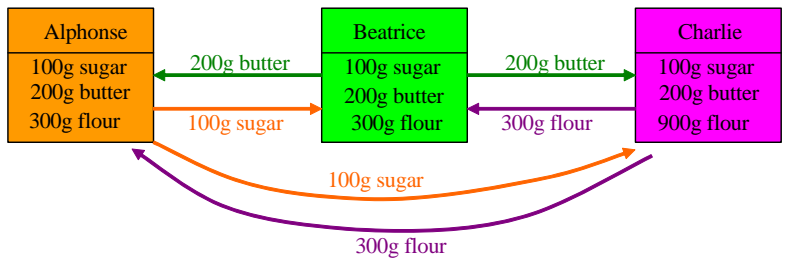 Alphonse
100g sugar
200g butter
300g flour
200g butter
100g sugar
Beatrice
100g sugar
200g butter
300g flour
200g butter
300g flour
Charlie
100g sugar
200g butter
900g flour
100g sugar
300g flour